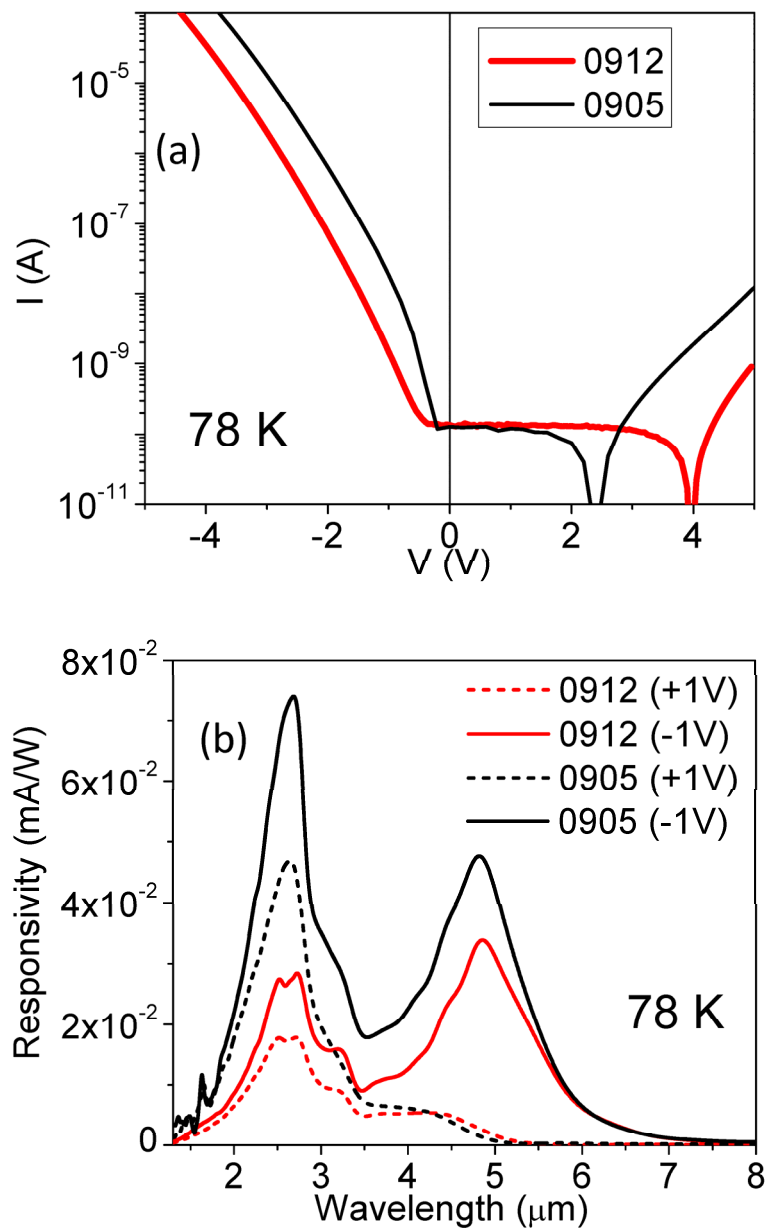 0912
0905
(a)
I (A)
10⁻⁵
10⁻⁷
10⁻⁹
10⁻¹¹
78 K
-4 -2 0 2 4
V (V)
8x10⁻²
6x10⁻²
4x10⁻²
2x10⁻²
0
Responsivity (mA/W)
(b)
0912 (+1V)
0912 (-1V)
0905 (+1V)
0905 (-1V)
78 K
2 3 4 5 6 7 8
Wavelength (μm)